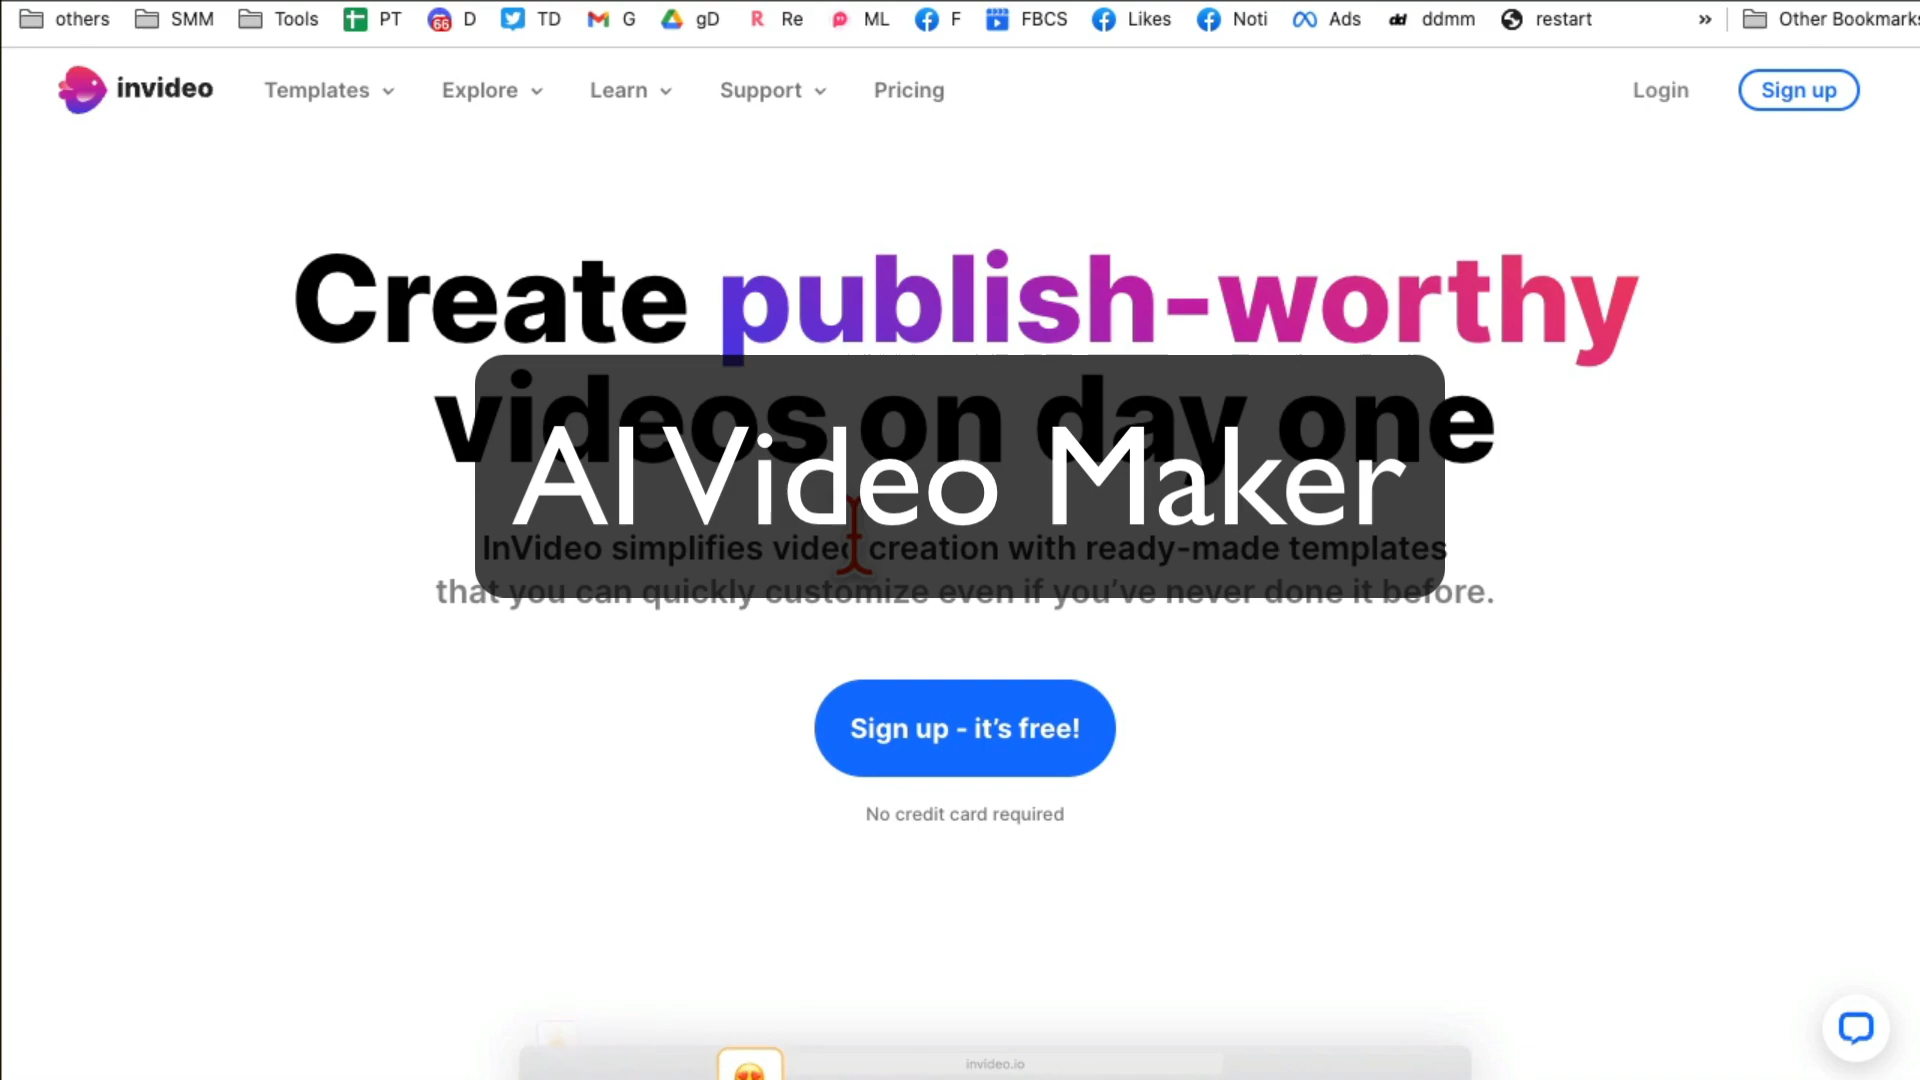 others SMM Tools PT 66 D TD G gD Re ML F FBCS Likes Noti Ads ddmm restart » Other Bookmarks
invideo Templates Explore Learn Support Pricing Login Sign up
Create publish-worthy
videos on day one
AI Video Maker
InVideo simplifies video creation with ready-made templates
that you can quickly customize even if you've never done it before.
Sign up - it's free!
No credit card required
invideo.io